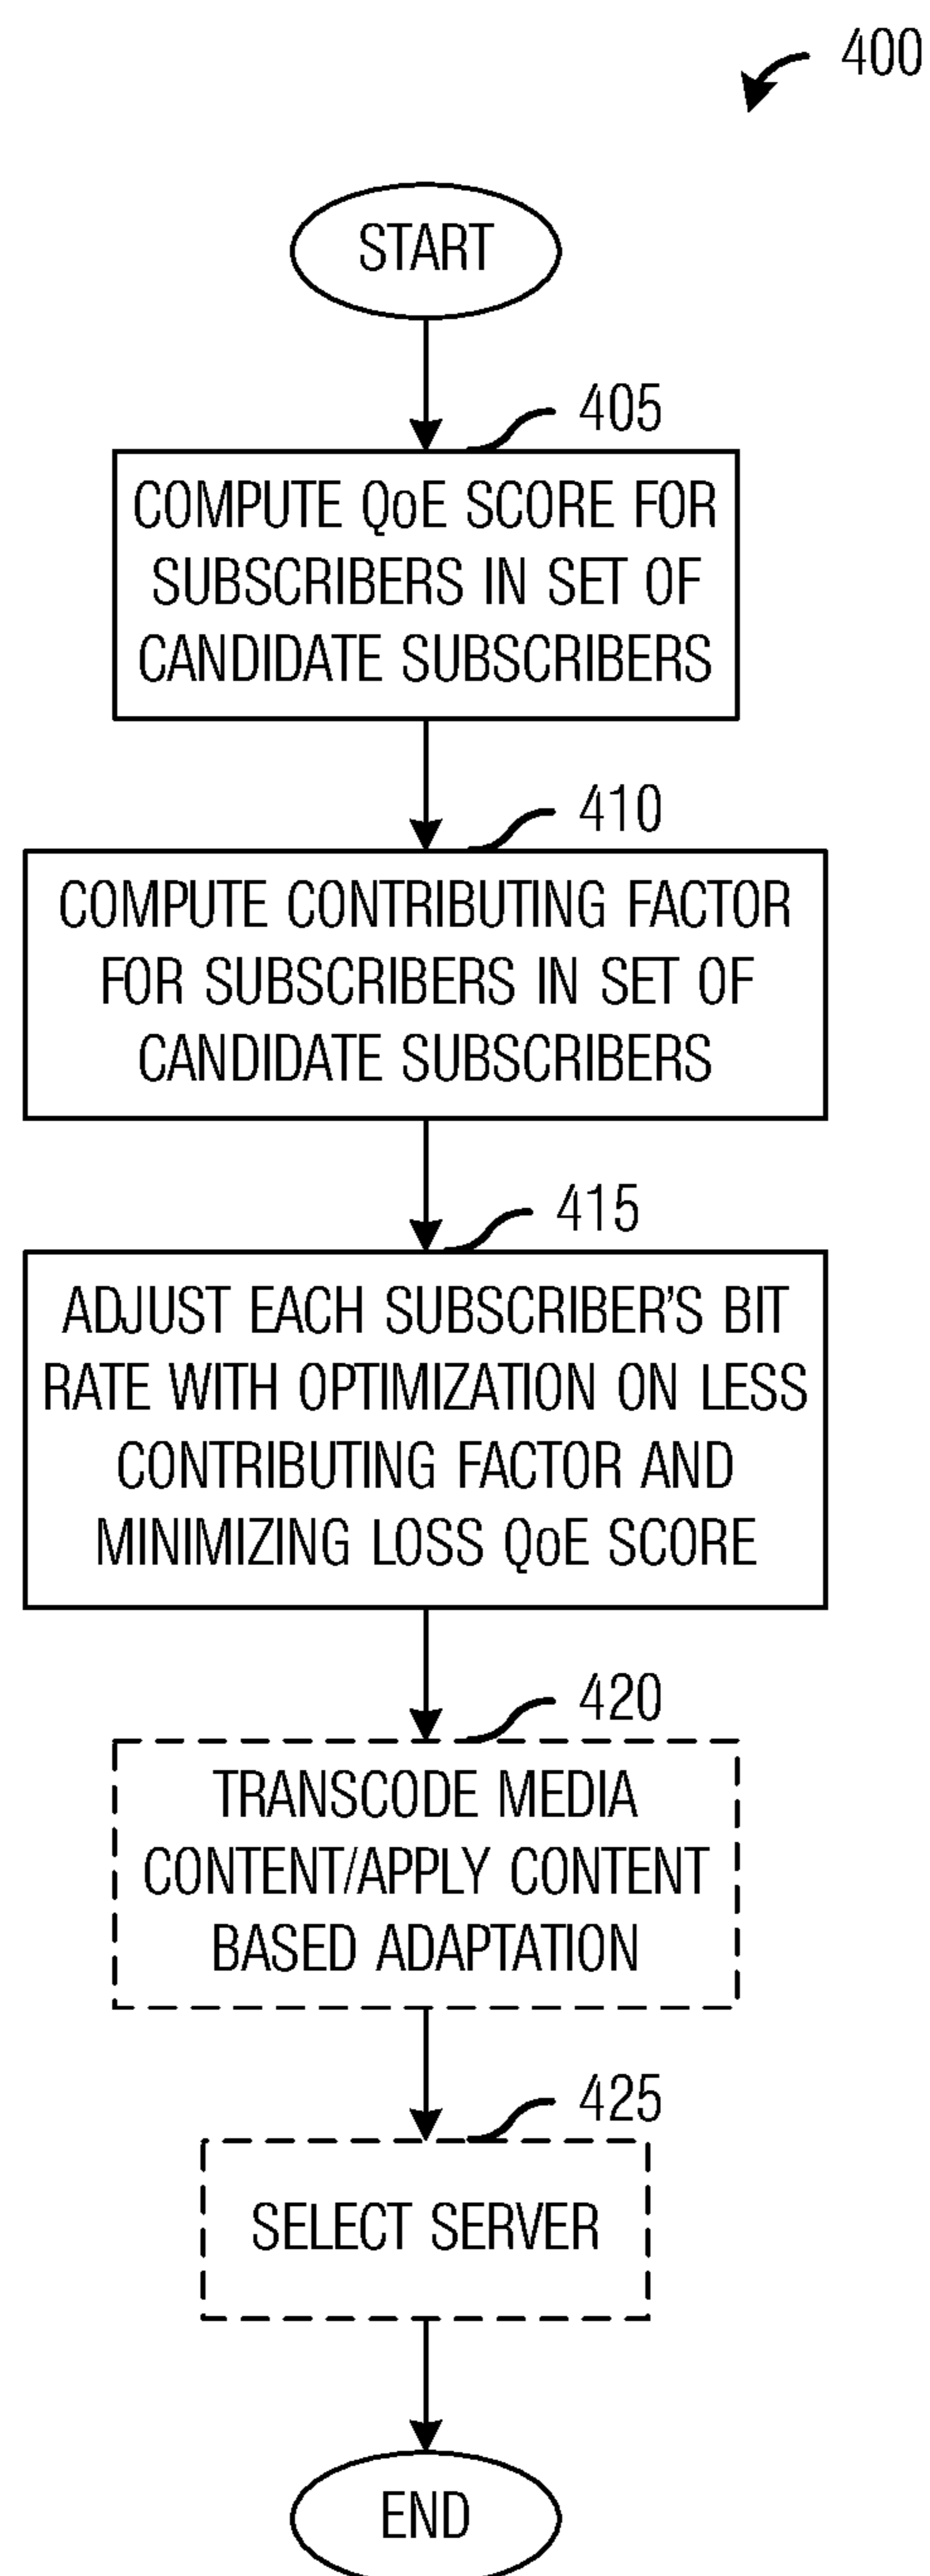 400
START
405
COMPUTE QoE SCORE FOR
SUBSCRIBERS IN SET OF
CANDIDATE SUBSCRIBERS
410
COMPUTE CONTRIBUTING FACTOR
FOR SUBSCRIBERS IN SET OF
CANDIDATE SUBSCRIBERS
415
ADJUST EACH SUBSCRIBER'S BIT
RATE WITH OPTIMIZATION ON LESS
CONTRIBUTING FACTOR AND
MINIMIZING LOSS QoE SCORE
420
TRANSCODE MEDIA
CONTENT/APPLY CONTENT
BASED ADAPTATION
425
SELECT SERVER
END